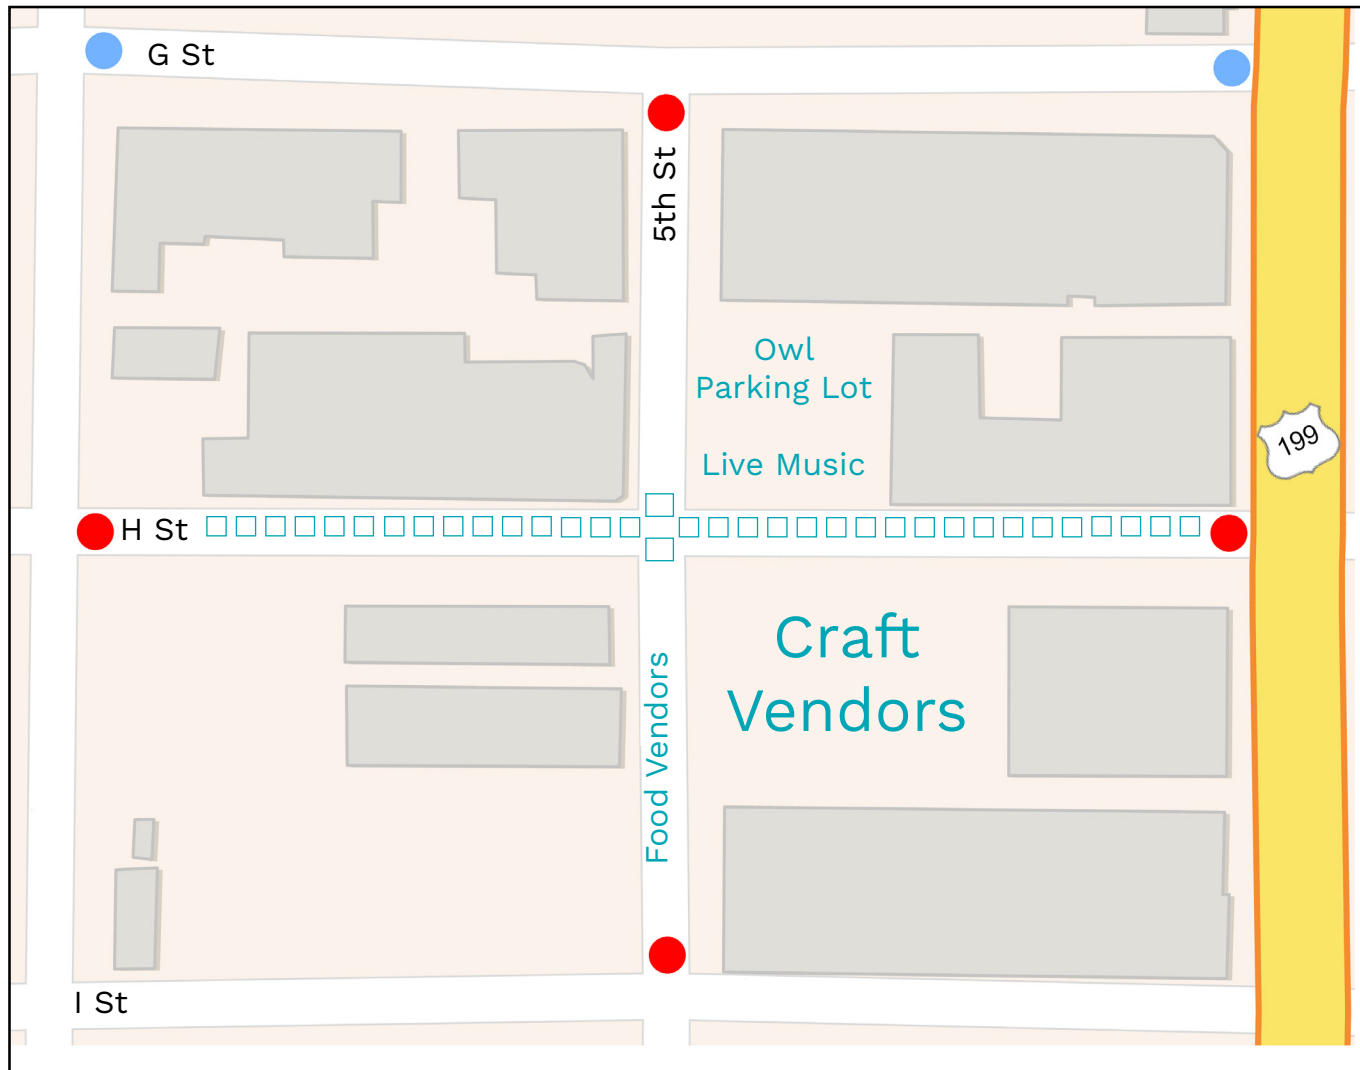 G St
5th St
Owl
Parking Lot
Live Music
199
H St
Craft
Vendors
Food Vendors
I St